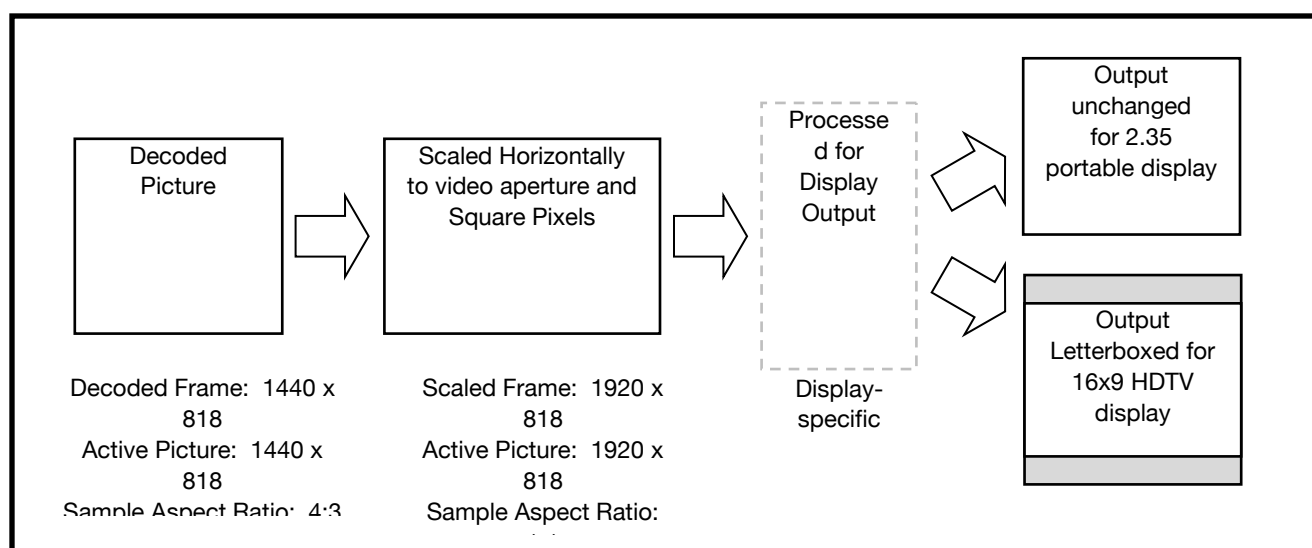 Decoded
Picture
Scaled Horizontally
to video aperture and
Square Pixels
Processe
d for
Display
Output
Output
unchanged
for 2.35
portable display
Output
Letterboxed for
16x9 HDTV
display
Decoded Frame: 1440 x
818
Active Picture: 1440 x
818
Sample Aspect Ratio: 4:3
Scaled Frame: 1920 x
818
Active Picture: 1920 x
818
Sample Aspect Ratio:
Display-
specific